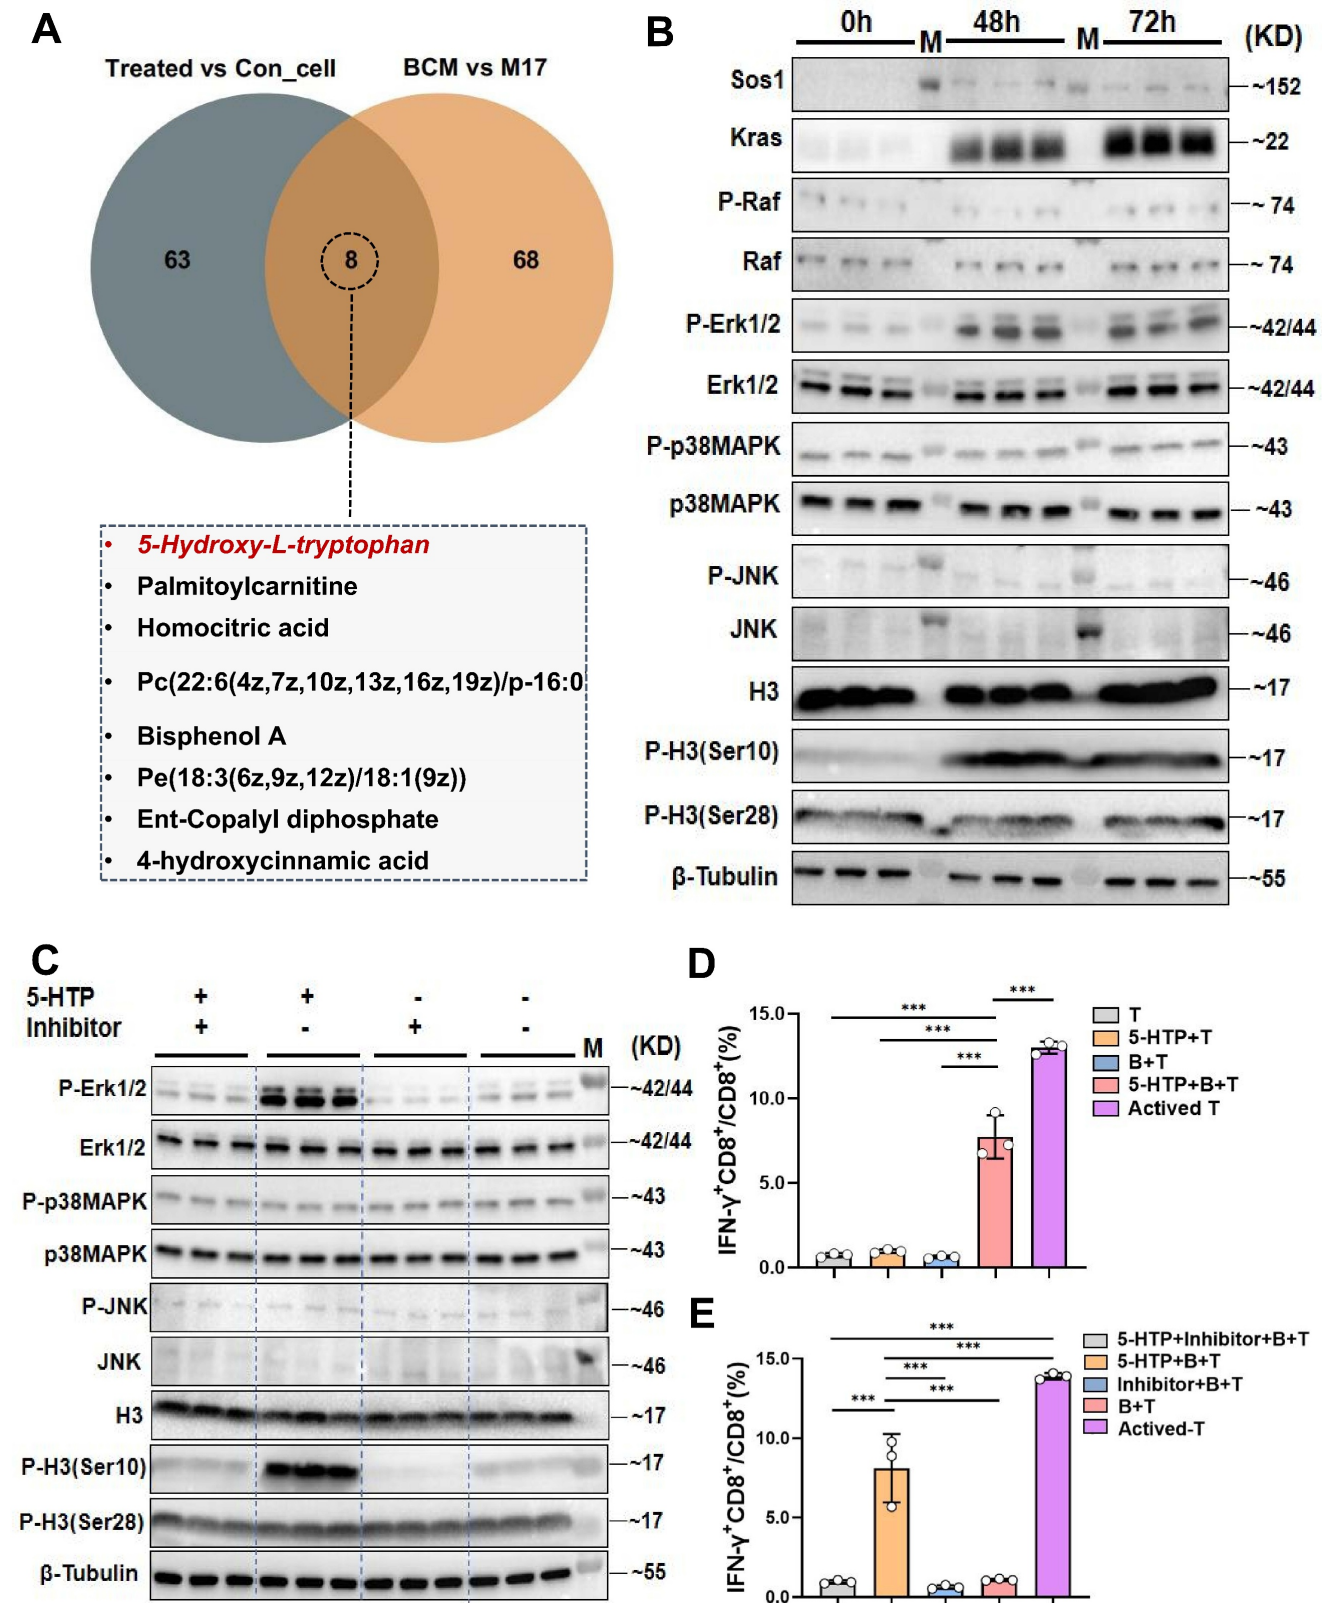 A
Treated vs Con_cell
BCM vs M17
63
8
68
• 5-Hydroxy-L-tryptophan
• Palmitoylcarnitine
• Homocitric acid
• Pc(22:6(4z,7z,10z,13z,16z,19z)/p-16:0
• Bisphenol A
• Pe(18:3(6z,9z,12z)/18:1(9z))
• Ent-Copalyl diphosphate
• 4-hydroxycinnamic acid
B
0h M 48h M 72h (KD)
Sos1 ~152
Kras ~22
P-Raf ~ 74
Raf ~ 74
P-Erk1/2 ~42/44
Erk1/2 ~42/44
P-p38MAPK ~43
p38MAPK ~43
P-JNK ~46
JNK ~46
H3 ~17
P-H3(Ser10) ~17
P-H3(Ser28) ~17
β-Tubulin ~55
C
5-HTP + + - -
Inhibitor + - + -
M (KD)
P-Erk1/2 ~42/44
Erk1/2 ~42/44
P-p38MAPK ~43
p38MAPK ~43
P-JNK ~46
JNK ~46
H3 ~17
P-H3(Ser10) ~17
P-H3(Ser28) ~17
β-Tubulin ~55
D
IFN-γ⁺CD8⁺/CD8⁺(%)
15.0
10.0
5.0
0.0
***
***
***
***
T
5-HTP+T
B+T
5-HTP+B+T
Actived T
E
IFN-γ⁺CD8⁺/CD8⁺(%)
15.0
10.0
5.0
0.0
***
***
***
***
***
5-HTP+Inhibitor+B+T
5-HTP+B+T
Inhibitor+B+T
B+T
Actived-T